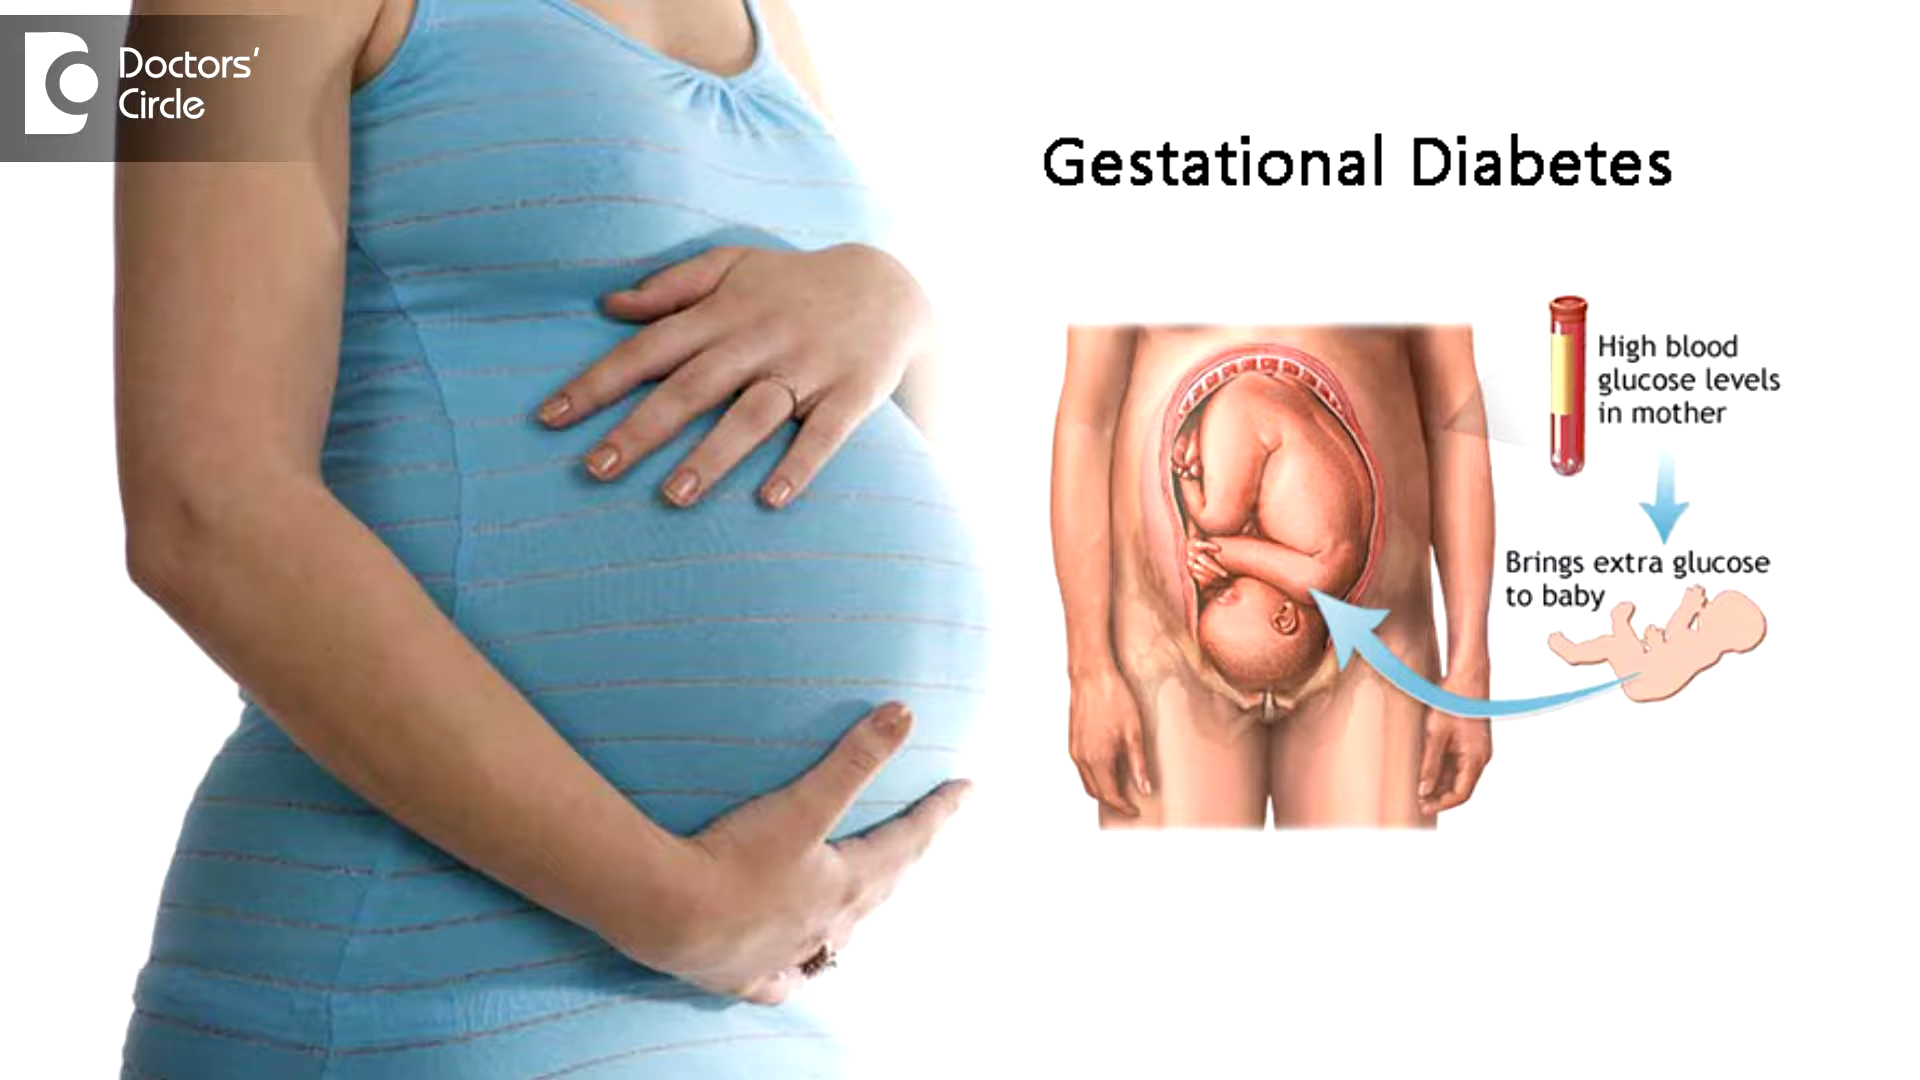 Doctors'
Circle
Gestational Diabetes
High blood
glucose levels
in mother
Brings extra glucose
to baby